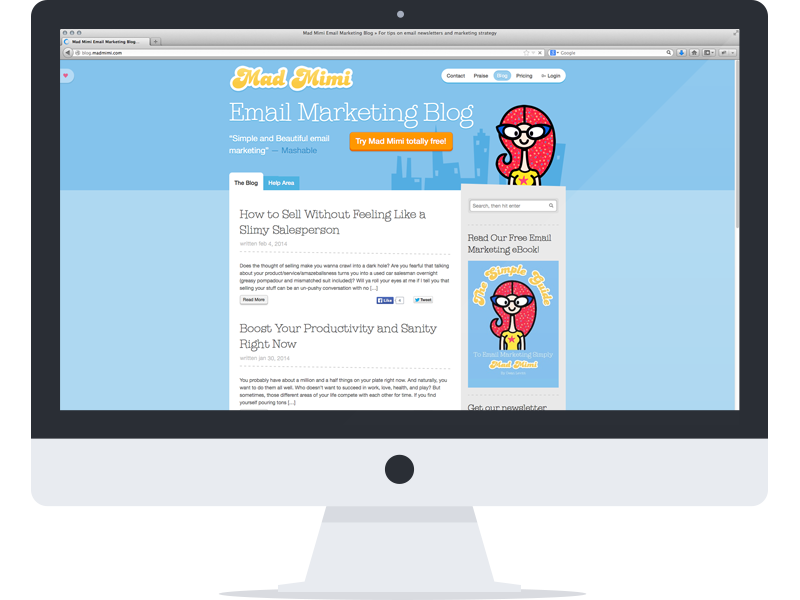 Mad Mimi Email Marketing Blog » For tips on email newsletters and marketing strategy
Mad Mimi Email Marketing Blog...
blog.madmimi.com
Google
Mad Mimi
Contact Praise Blog Pricing Login
Email Marketing Blog
"Simple and Beautiful email
marketing" — Mashable
Try Mad Mimi totally free!
The Blog Help Area
How to Sell Without Feeling Like a
Slimy Salesperson
written feb 4, 2014
Does the thought of selling make you wanna crawl into a dark hole? Are you fearful that talking
about your product/service/amazeballsness turns you into a used car salesman overnight
(greasy pompadour and mismatched suit included)? Will ya roll your eyes at me if I tell you that
selling your stuff can be an un-pushy conversation with no [...]
Read More
Like
4
Tweet
Boost Your Productivity and Sanity
Right Now
written jan 30, 2014
You probably have about a million and a half things on your plate right now. And naturally, you
want to do them all well. Who doesn't want to succeed in work, love, health, and play? But
sometimes, those different areas of your life compete with each other for time. If you find
yourself pouring tons [...]
Search, then hit enter
Read Our Free Email
Marketing eBook!
The Simple Guide
To Email Marketing Simply
Mad Mimi
Get our newsletter